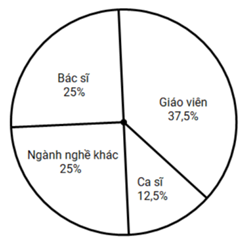 Bác sĩ
25%
Giáo viên
37,5%
Ngành nghề khác
25%
Ca sĩ
12,5%